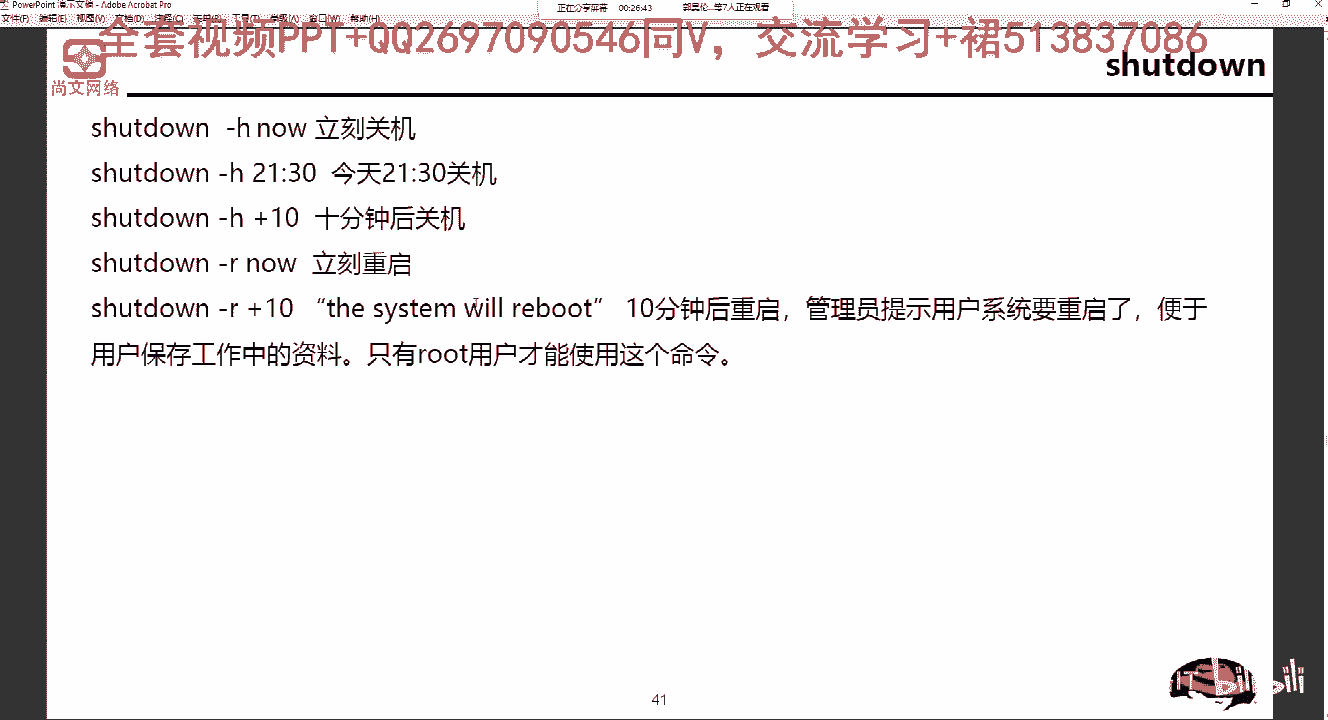 PowerPoint 演示文稿 - Adobe Acrobat Pro
正在分享屏幕 00:26:43 郭昱伦...等7人正在观看
文件(F) 编辑(E) 视图(V) 文档(D) 注释(C) 表单(R) 工具(T) 高级(A) 窗口(W) 帮助(H)
全套视频PPT+QQ2697090546同V，交流学习+裙513837086
shutdown
尚文网络
shutdown -h now 立刻关机
shutdown -h 21:30 今天21:30关机
shutdown -h +10 十分钟后关机
shutdown -r now 立刻重启
shutdown -r +10 “the system will reboot” 10分钟后重启，管理员提示用户系统要重启了，便于
用户保存工作中的资料。只有root用户才能使用这个命令。
41
bilibili